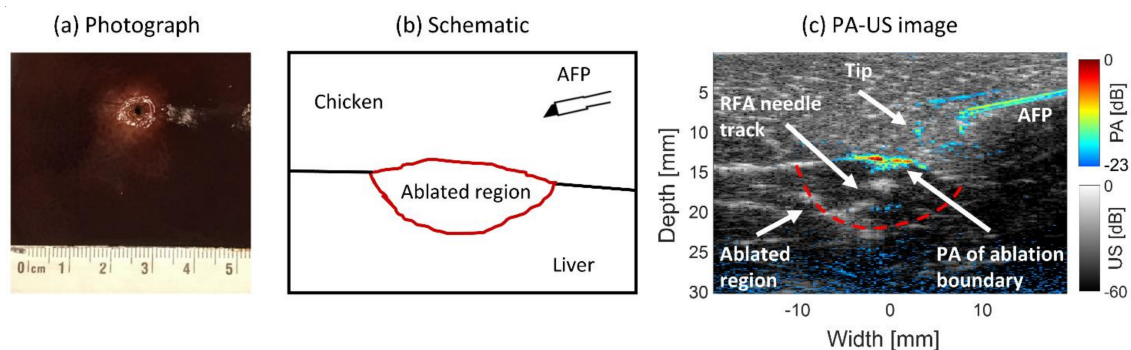 (a) Photograph
(b) Schematic
(c) PA-US image
0 cm 1 2 3 4 5
Chicken
AFP
Ablated region
Liver
Tip
RFA needle
track
AFP
Ablated
region
PA of ablation
boundary
5
10
15
20
25
30
Depth [mm]
-10 0 10
Width [mm]
0
PA [dB]
-23
0
US [dB]
-60